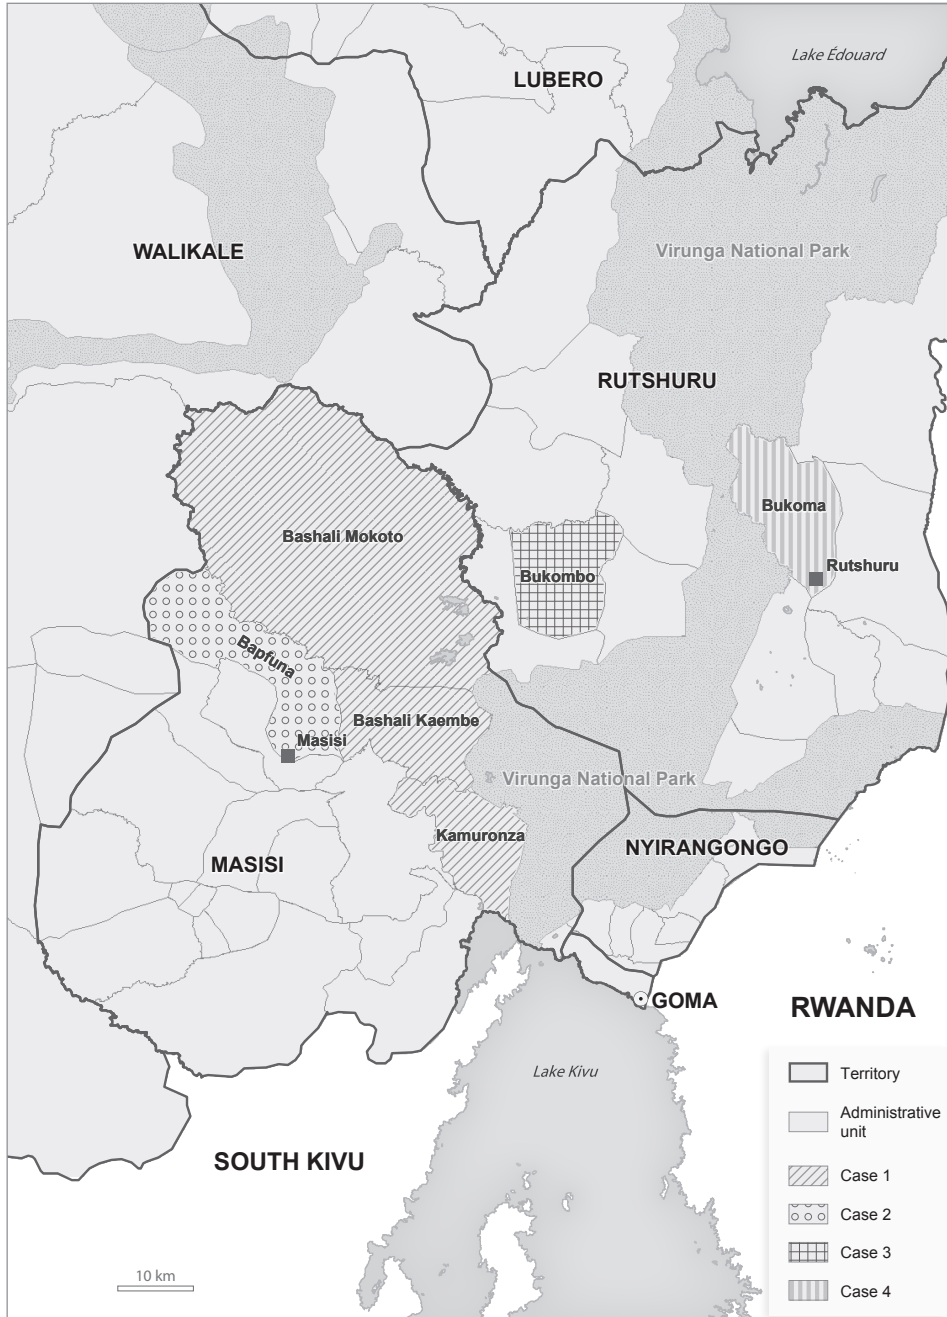 Lake Édouard
LUBERO
WALIKALE
Virunga National Park
RUTSHURU
Bukoma
Bashali Mokoto
Rutshuru
Bukombo
Bapfuna
Bashali Kaembe
Masisi
Virunga National Park
Kamuronza
NYIRANGONGO
MASISI
GOMA
RWANDA
Lake Kivu
SOUTH KIVU
10 km
Territory
Administrative
unit
Case 1
Case 2
Case 3
Case 4